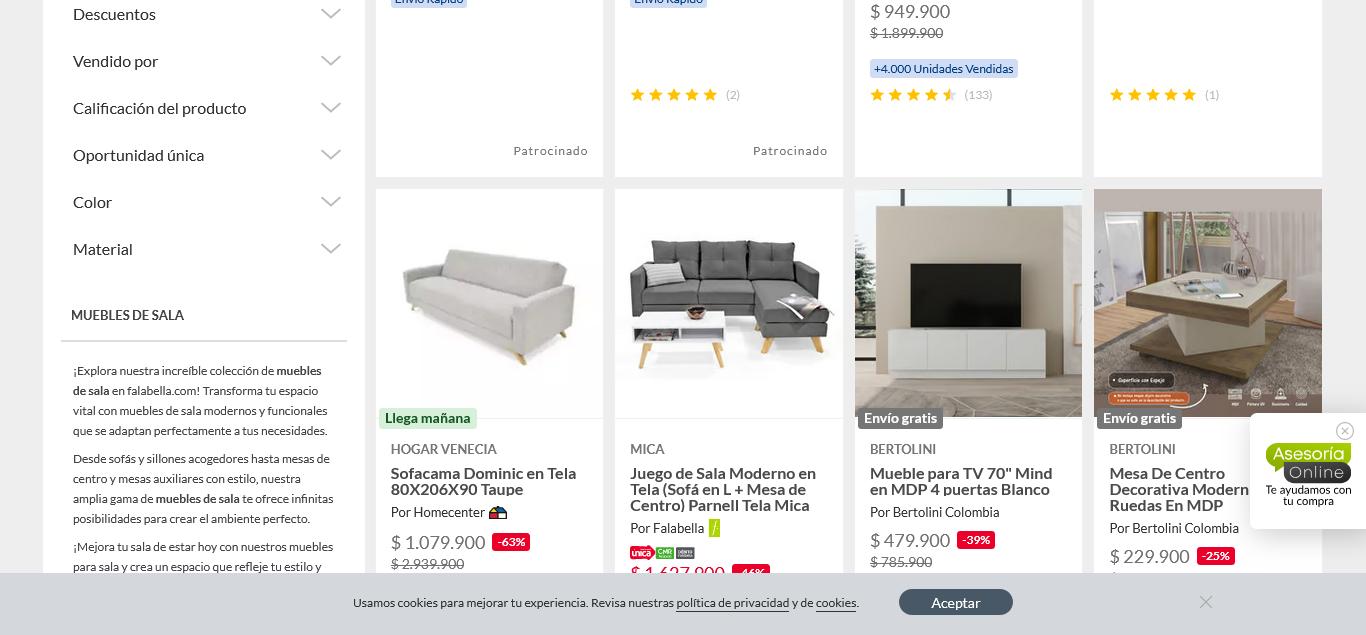 Descuentos
Vendido por
Calificación del producto
Oportunidad única
Color
Material
MUEBLES DE SALA
¡Explora nuestra increíble colección de muebles
de sala en falabella.com! Transforma tu espacio
vital con muebles de sala modernos y funcionales
que se adaptan perfectamente a tus necesidades.
Desde sofás y sillones acogedores hasta mesas de
centro y mesas auxiliares con estilo, nuestra
amplia gama de muebles de sala te ofrece infinitas
posibilidades para crear el ambiente perfecto.
¡Mejora tu sala de estar hoy con nuestros muebles
para sala y crea un espacio que refleje tu estilo y
Envío Rápido
Patrocinado
Envío Rápido
(2)
Patrocinado
$ 949.900
$ 1.899.900
+4.000 Unidades Vendidas
(133)
(1)
Llega mañana
HOGAR VENECIA
Sofacama Dominic en Tela
80X206X90 Taupe
Por Homecenter
$ 1.079.900 -63%
$ 2.939.900
MICA
Juego de Sala Moderno en
Tela (Sofá en L + Mesa de
Centro) Parnell Tela Mica
Por Falabella
única CMR
$ 1.627.900 -46%
Envío gratis
BERTOLINI
Mueble para TV 70" Mind
en MDP 4 puertas Blanco
Por Bertolini Colombia
$ 479.900 -39%
$ 785.900
Superficie con Espejo
Envío gratis
BERTOLINI
Mesa De Centro
Decorativa Modern
Ruedas En MDP
Por Bertolini Colombia
$ 229.900 -25%
Asesoría
Online
Te ayudamos con
tu compra
Usamos cookies para mejorar tu experiencia. Revisa nuestras política de privacidad y de cookies.
Aceptar